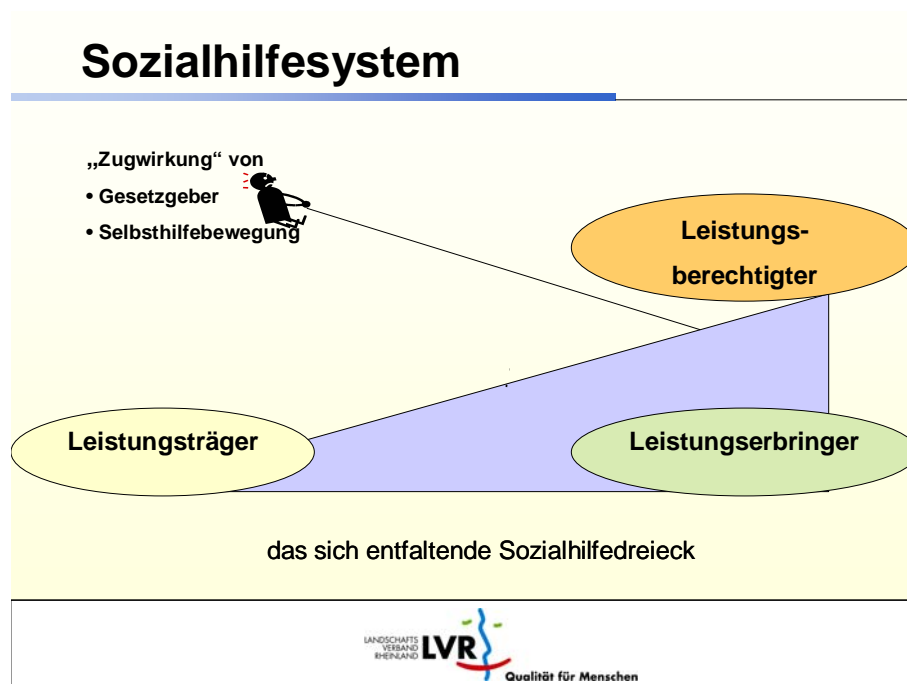 Sozialhilfesystem
„Zugwirkung“ von
• Gesetzgeber
• Selbsthilfebewegung
Leistungs-
berechtigter
Leistungsträger
Leistungserbringer
das sich entfaltende Sozialhilfedreieck
LANDSCHAFTS
VERBAND
RHEINLAND
LVR
Qualität für Menschen